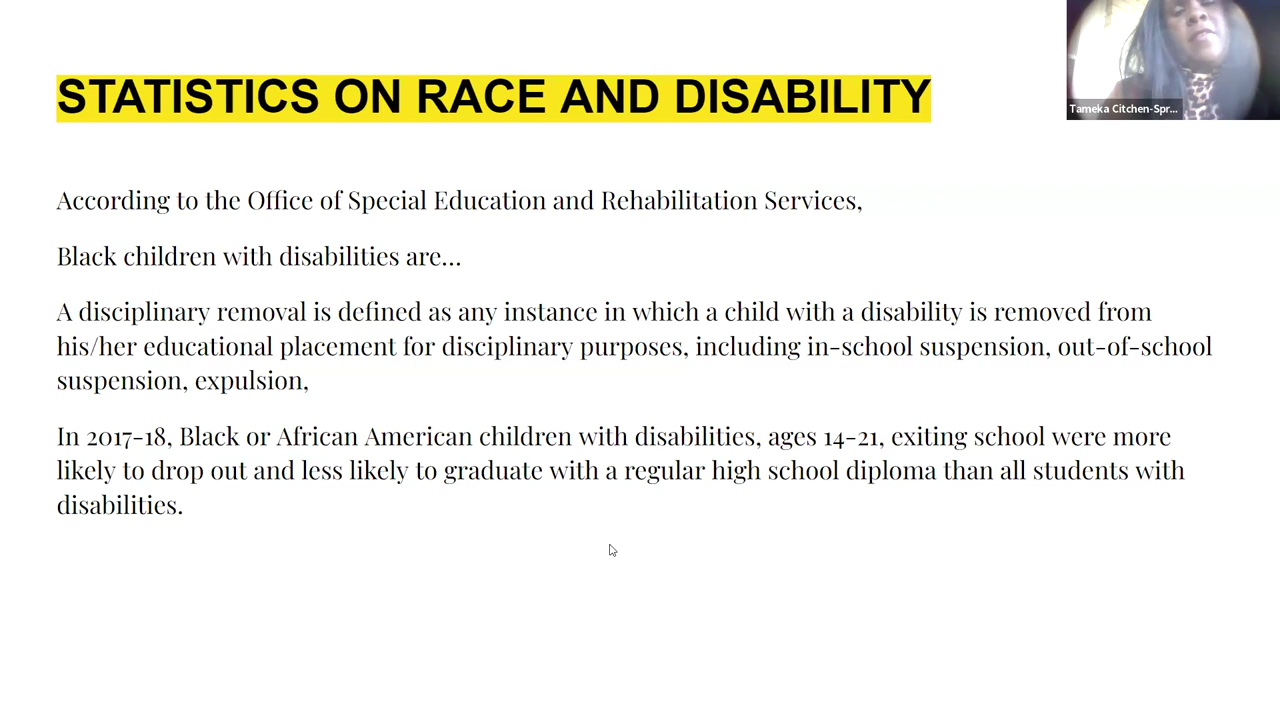 STATISTICS ON RACE AND DISABILITY
Tameka Citchen-Spr...
According to the Office of Special Education and Rehabilitation Services,
Black children with disabilities are...
A disciplinary removal is defined as any instance in which a child with a disability is removed from
his/her educational placement for disciplinary purposes, including in-school suspension, out-of-school
suspension, expulsion,
In 2017-18, Black or African American children with disabilities, ages 14-21, exiting school were more
likely to drop out and less likely to graduate with a regular high school diploma than all students with
disabilities.